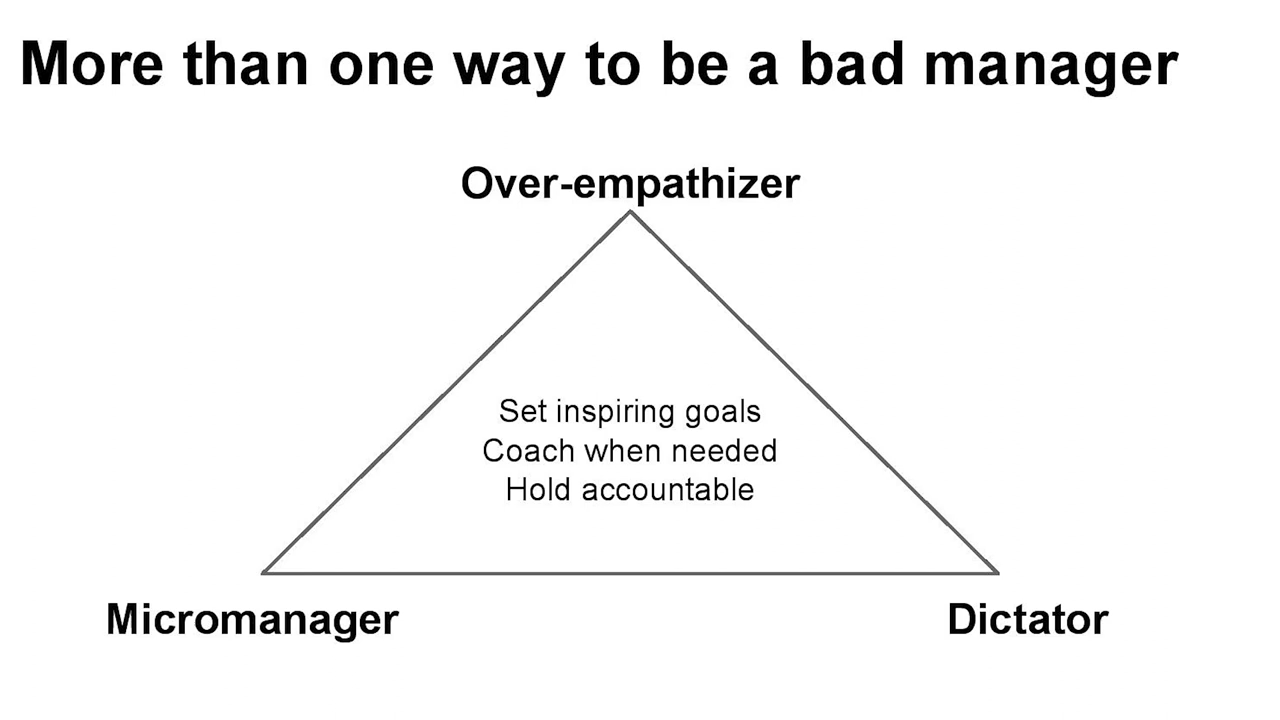 More than one way to be a bad manager
Over-empathizer
Set inspiring goals
Coach when needed
Hold accountable
Micromanager
Dictator